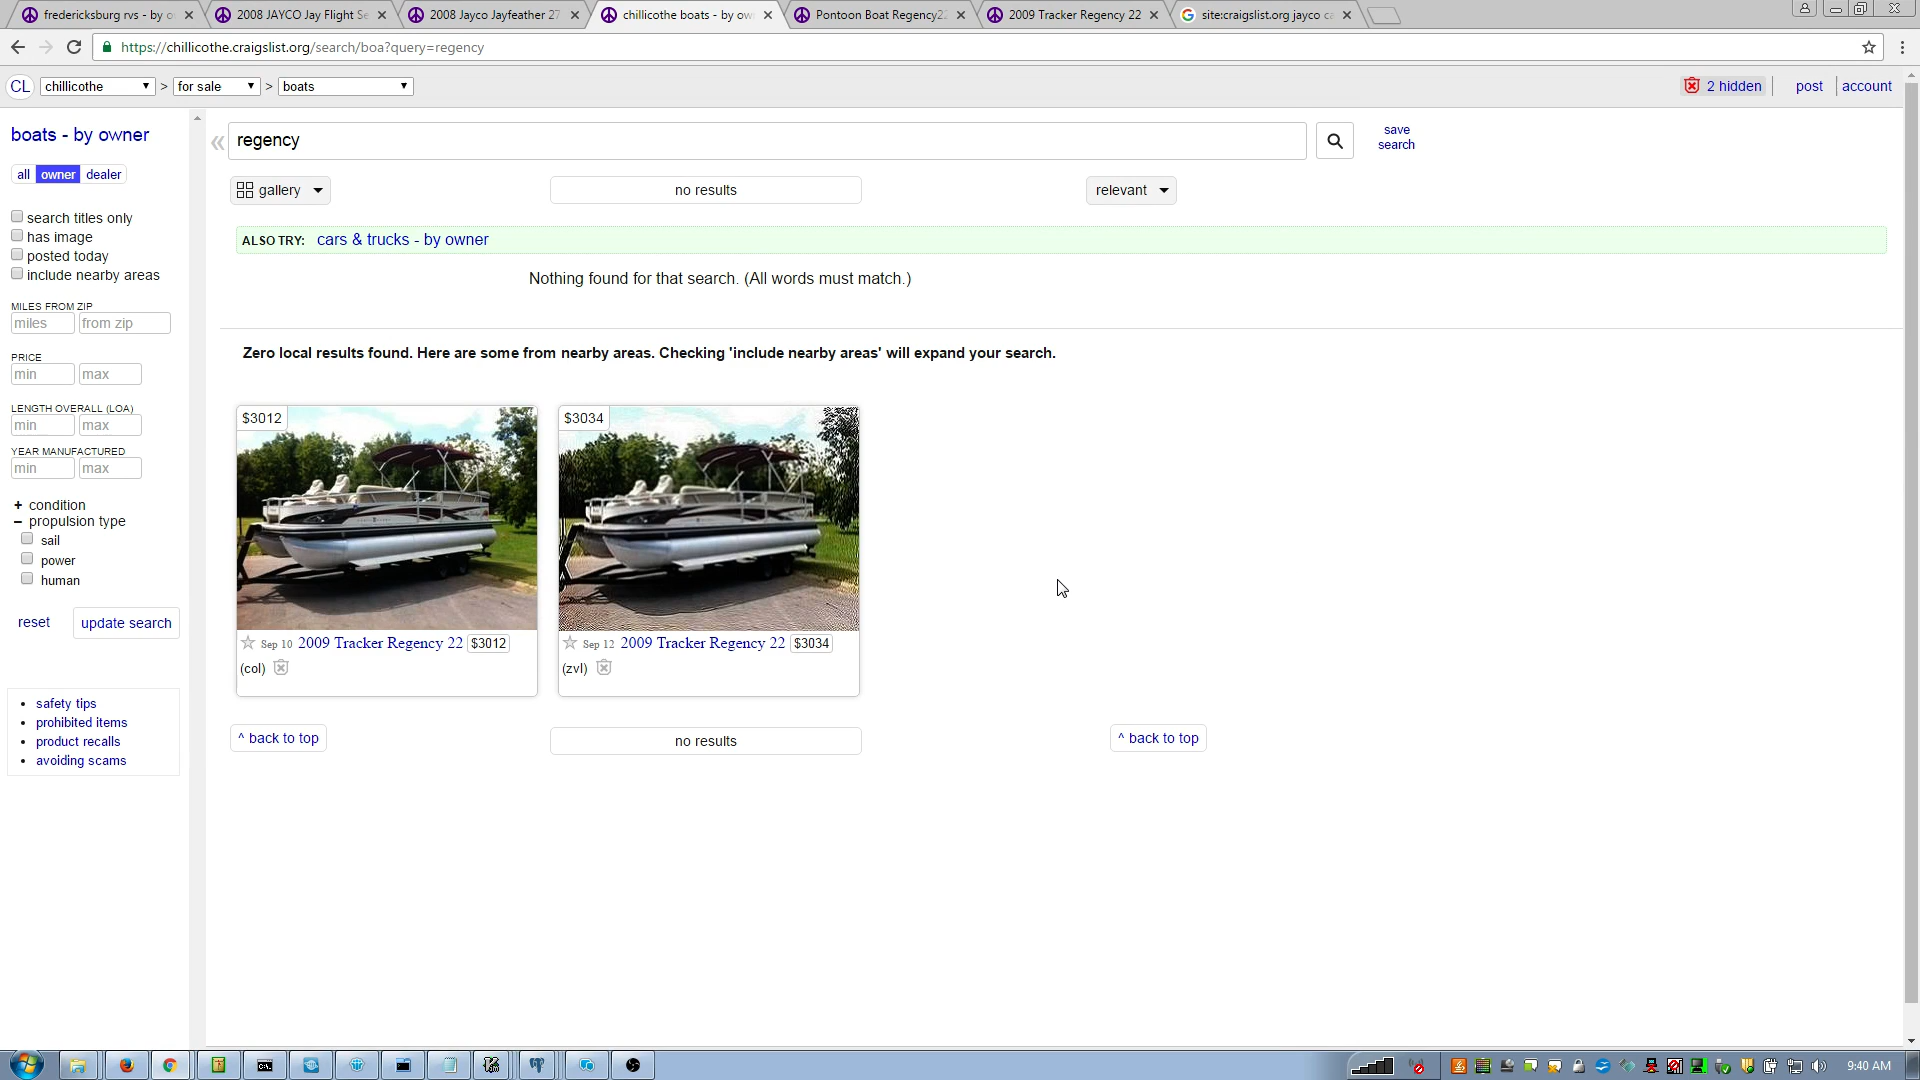 fredericksburg rvs - by o
2008 JAYCO Jay Flight Se
2008 Jayco Jayfeather 27
chillicothe boats - by ow
Pontoon Boat Regency22
2009 Tracker Regency 22
site:craigslist.org jayco c
https://chillicothe.craigslist.org/search/boa?query=regency
CL chillicothe > for sale > boats
2 hidden post account
boats - by owner
all owner dealer
search titles only
has image
posted today
include nearby areas
MILES FROM ZIP
miles from zip
PRICE
min max
LENGTH OVERALL (LOA)
min max
YEAR MANUFACTURED
min max
+ condition
– propulsion type
sail
power
human
reset update search
• safety tips
• prohibited items
• product recalls
• avoiding scams
« regency
save
search
gallery no results relevant
ALSO TRY: cars & trucks - by owner
Nothing found for that search. (All words must match.)
Zero local results found. Here are some from nearby areas. Checking 'include nearby areas' will expand your search.
$3012
Sep 10 2009 Tracker Regency 22 $3012
(col)
$3034
Sep 12 2009 Tracker Regency 22 $3034
(zvl)
^ back to top no results ^ back to top
9:40 AM